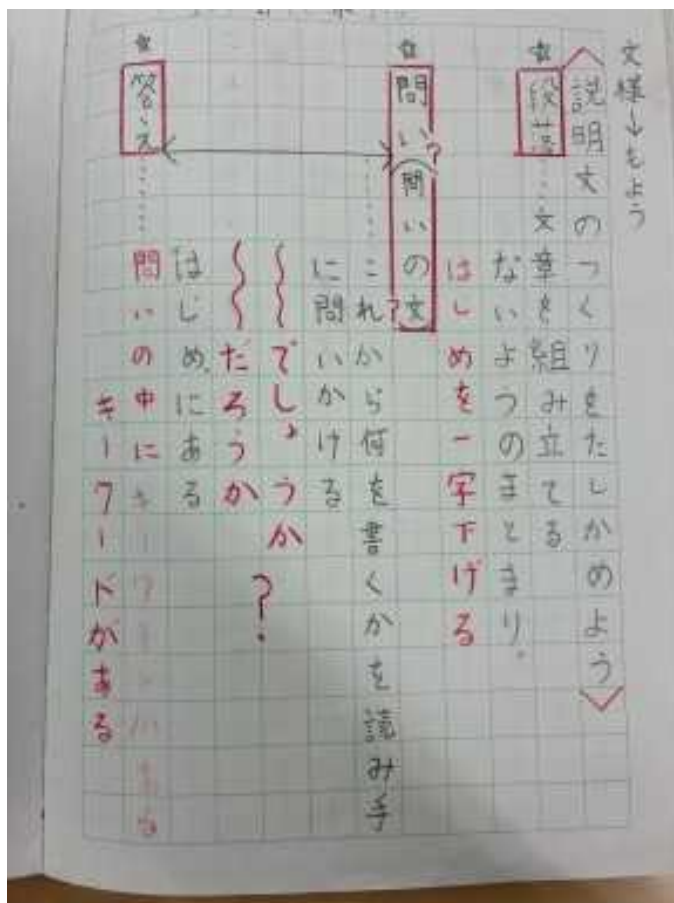 文様→もよう
説明文のつくりをたしかめよう
☆段落……文章を組み立てる
ないようのまとまり。
はしめを一字下げる
☆問い?(問いの文?
……これから何を書くかを読み手
に問いかける
〜〜でしょうか
〜〜だろうか?
はじめにある
☆答え……問いの中に
キーワードがある